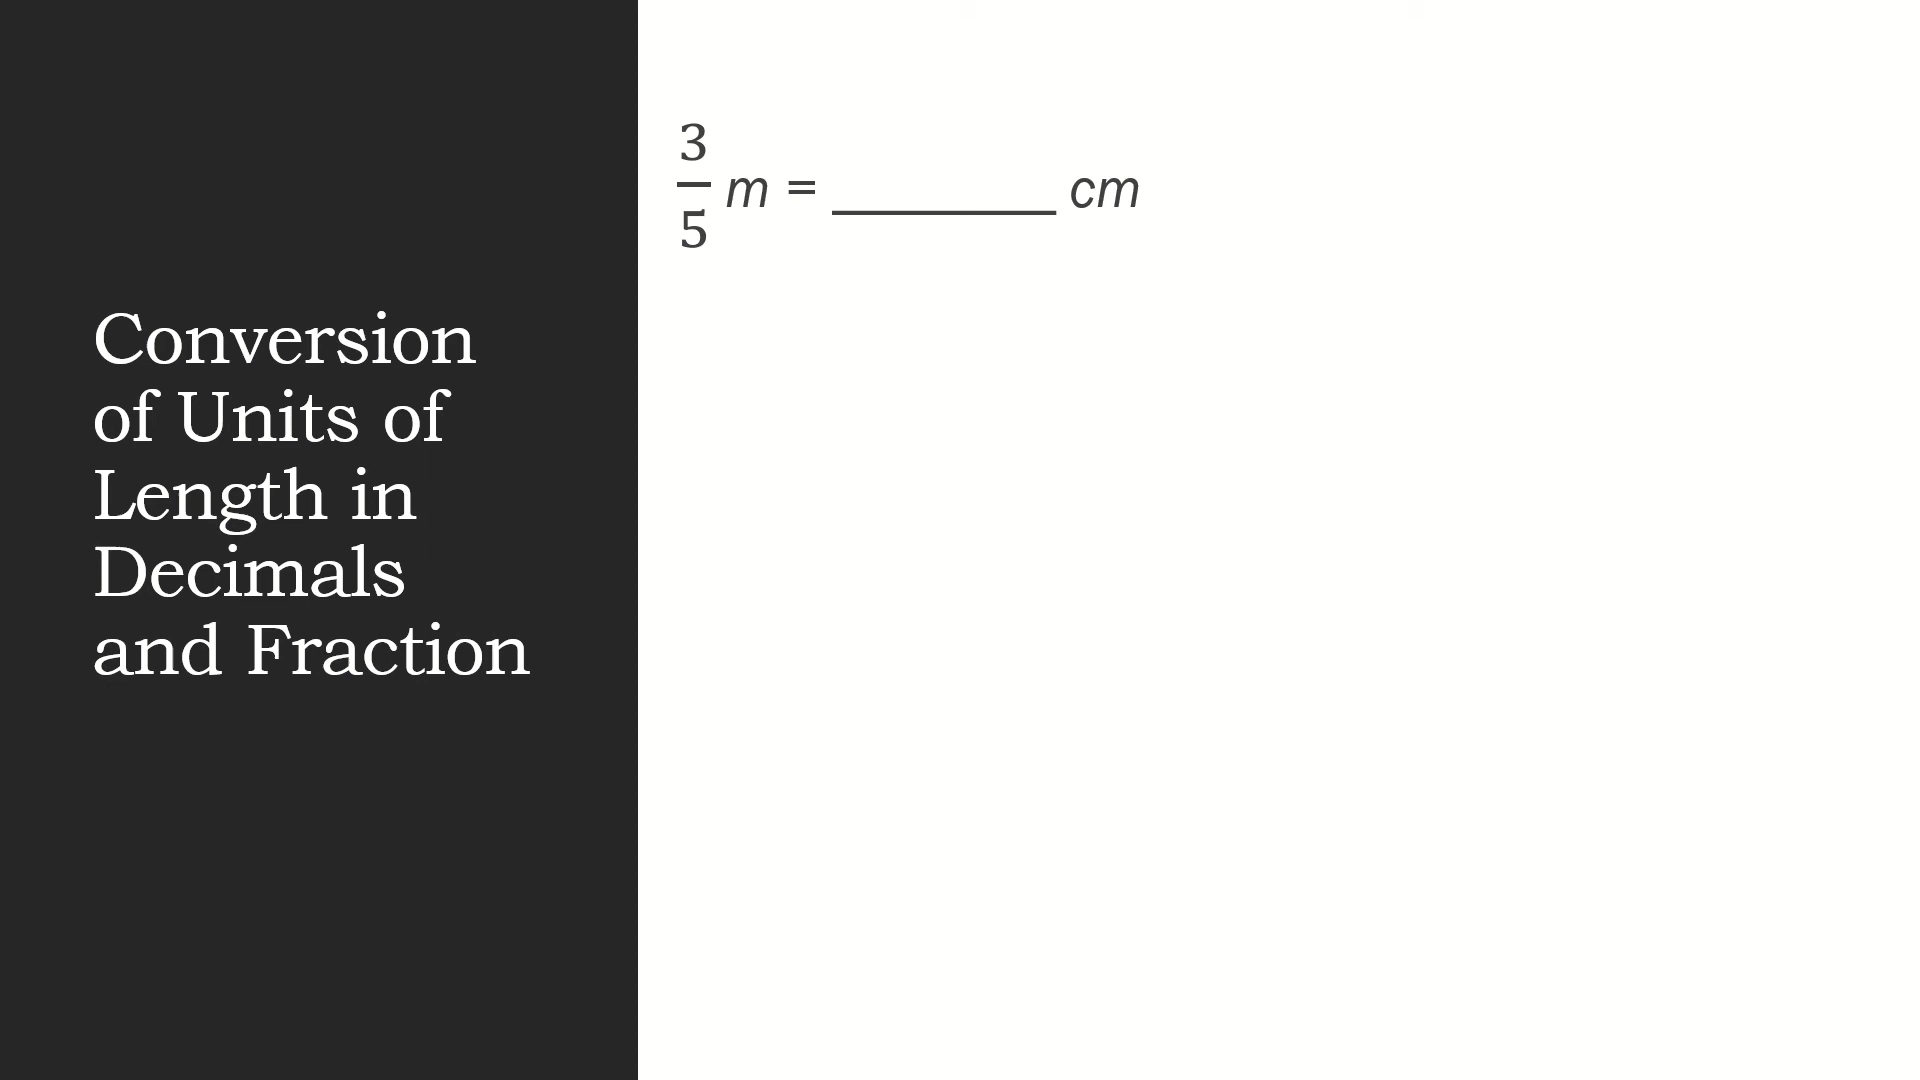 Conversion
of Units of
Length in
Decimals
and Fraction
3/5 m = ________ cm